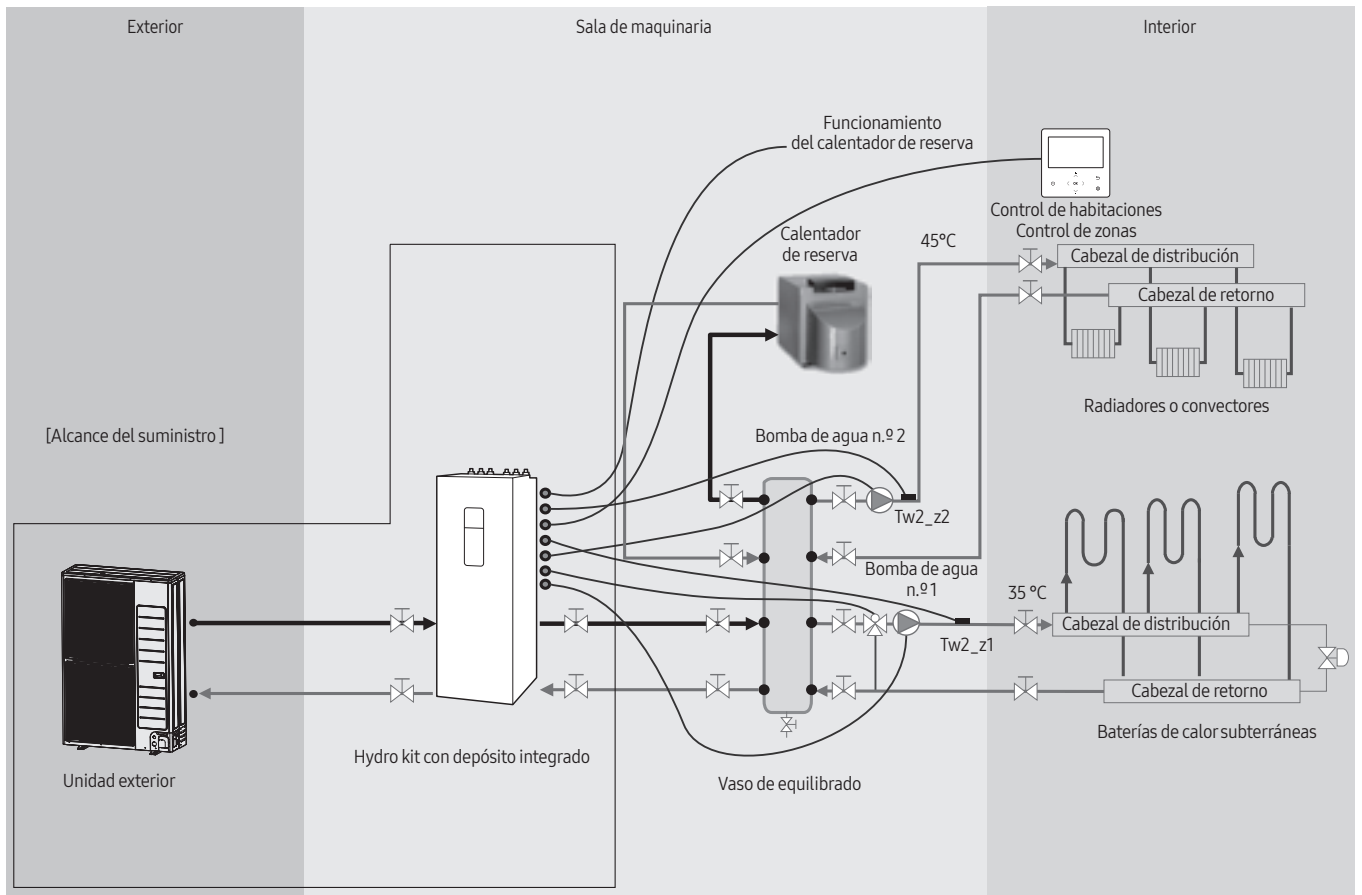 Exterior
Sala de maquinaria
Interior
Funcionamiento
del calentador de reserva
Control de habitaciones
Control de zonas
Calentador
de reserva
45°C
Cabezal de distribución
Cabezal de retorno
Radiadores o convectores
[Alcance del suministro ]
Bomba de agua n.º 2
Tw2_z2
Bomba de agua
n.º 1
35 °C
Cabezal de distribución
Tw2_z1
Cabezal de retorno
Baterías de calor subterráneas
Hydro kit con depósito integrado
Unidad exterior
Vaso de equilibrado